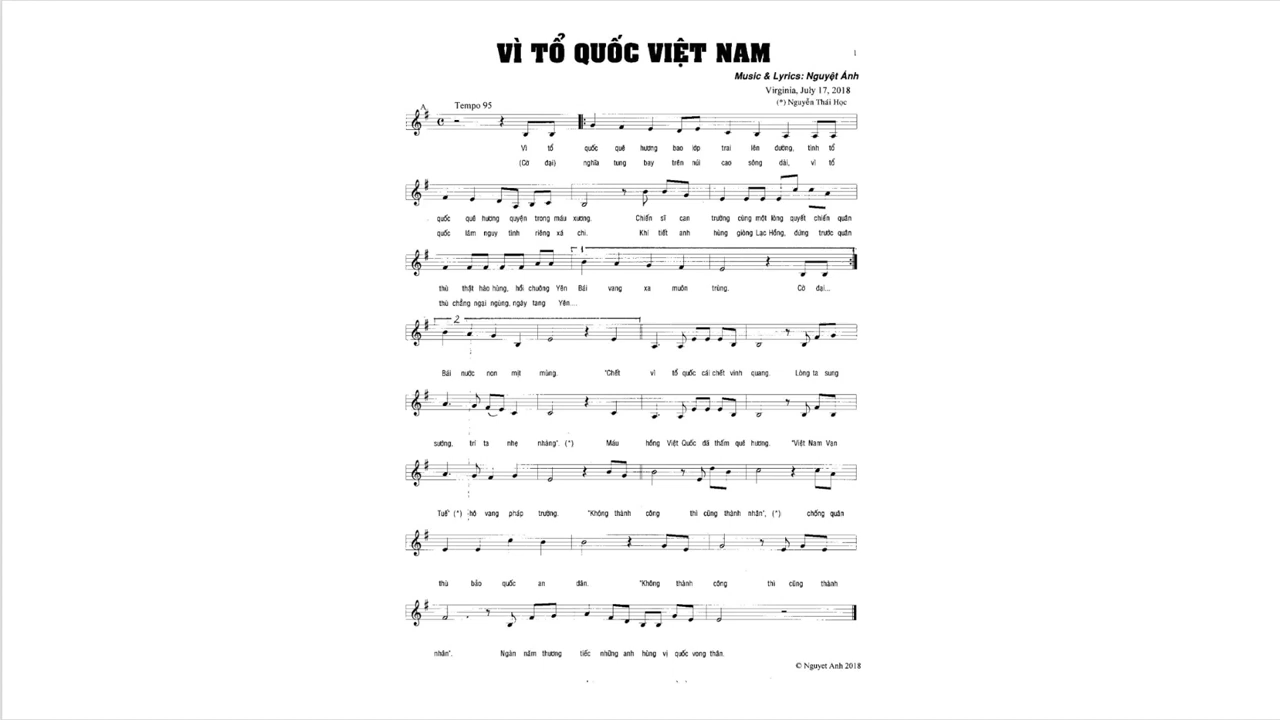 VÌ TỔ QUỐC VIỆT NAM
1
Music & Lyrics: Nguyệt Ánh
Virginia, July 17, 2018
(*) Nguyễn Thái Học
A
Tempo 95
Vì tổ quốc quê hương bao lớp trai lên đường, tình tổ
(Cờ đại) nghĩa tung bay trên núi cao sông dài, vì tổ
quốc quê hương quyện trong máu xương. Chiến sĩ can trường cùng một lòng quyết chiến quân
quốc lâm nguy tình riêng xá chi. Khí tiết anh hùng giòng Lạc Hồng, đứng trước quân
1
thù thật hào hùng, hồi chuông Yên Bái vang xa muôn trùng. Cờ đại...
thù chẳng ngại ngùng, ngày tang Yên...
2
Bái nước non mịt mùng. "Chết vì tổ quốc cái chết vinh quang. Lòng ta sung
sướng, trí ta nhẹ nhàng". (*) Máu hồng Việt Quốc đã thấm quê hương. "Việt Nam Vạn
Tuế" (*) hô vang pháp trường. "Không thành công thì cũng thành nhân", (*) chống quân
thù bảo quốc an dân. "Không thành công thì cũng thành
nhân". Ngàn năm thương tiếc những anh hùng vị quốc vong thân.
© Nguyet Anh 2018